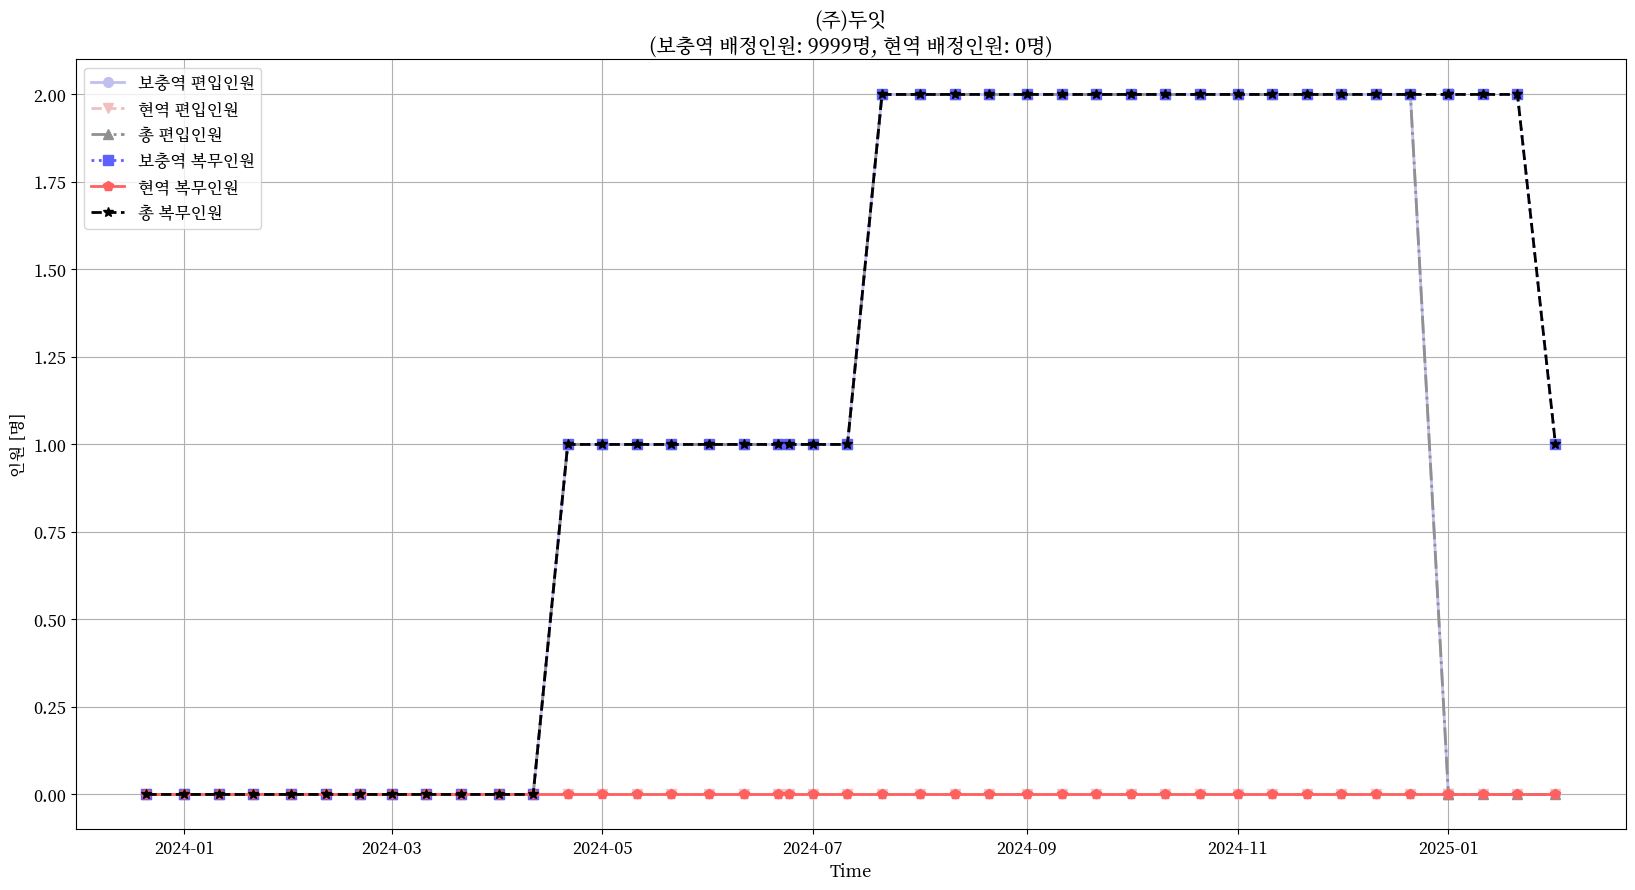 (주)두잇
(보충역 배정인원: 9999명, 현역 배정인원: 0명)
보충역 편입인원
현역 편입인원
총 편입인원
보충역 복무인원
현역 복무인원
총 복무인원
2.00
1.75
1.50
1.25
1.00
0.75
0.50
0.25
0.00
인원 [명]
2024-01 2024-03 2024-05 2024-07 2024-09 2024-11 2025-01
Time